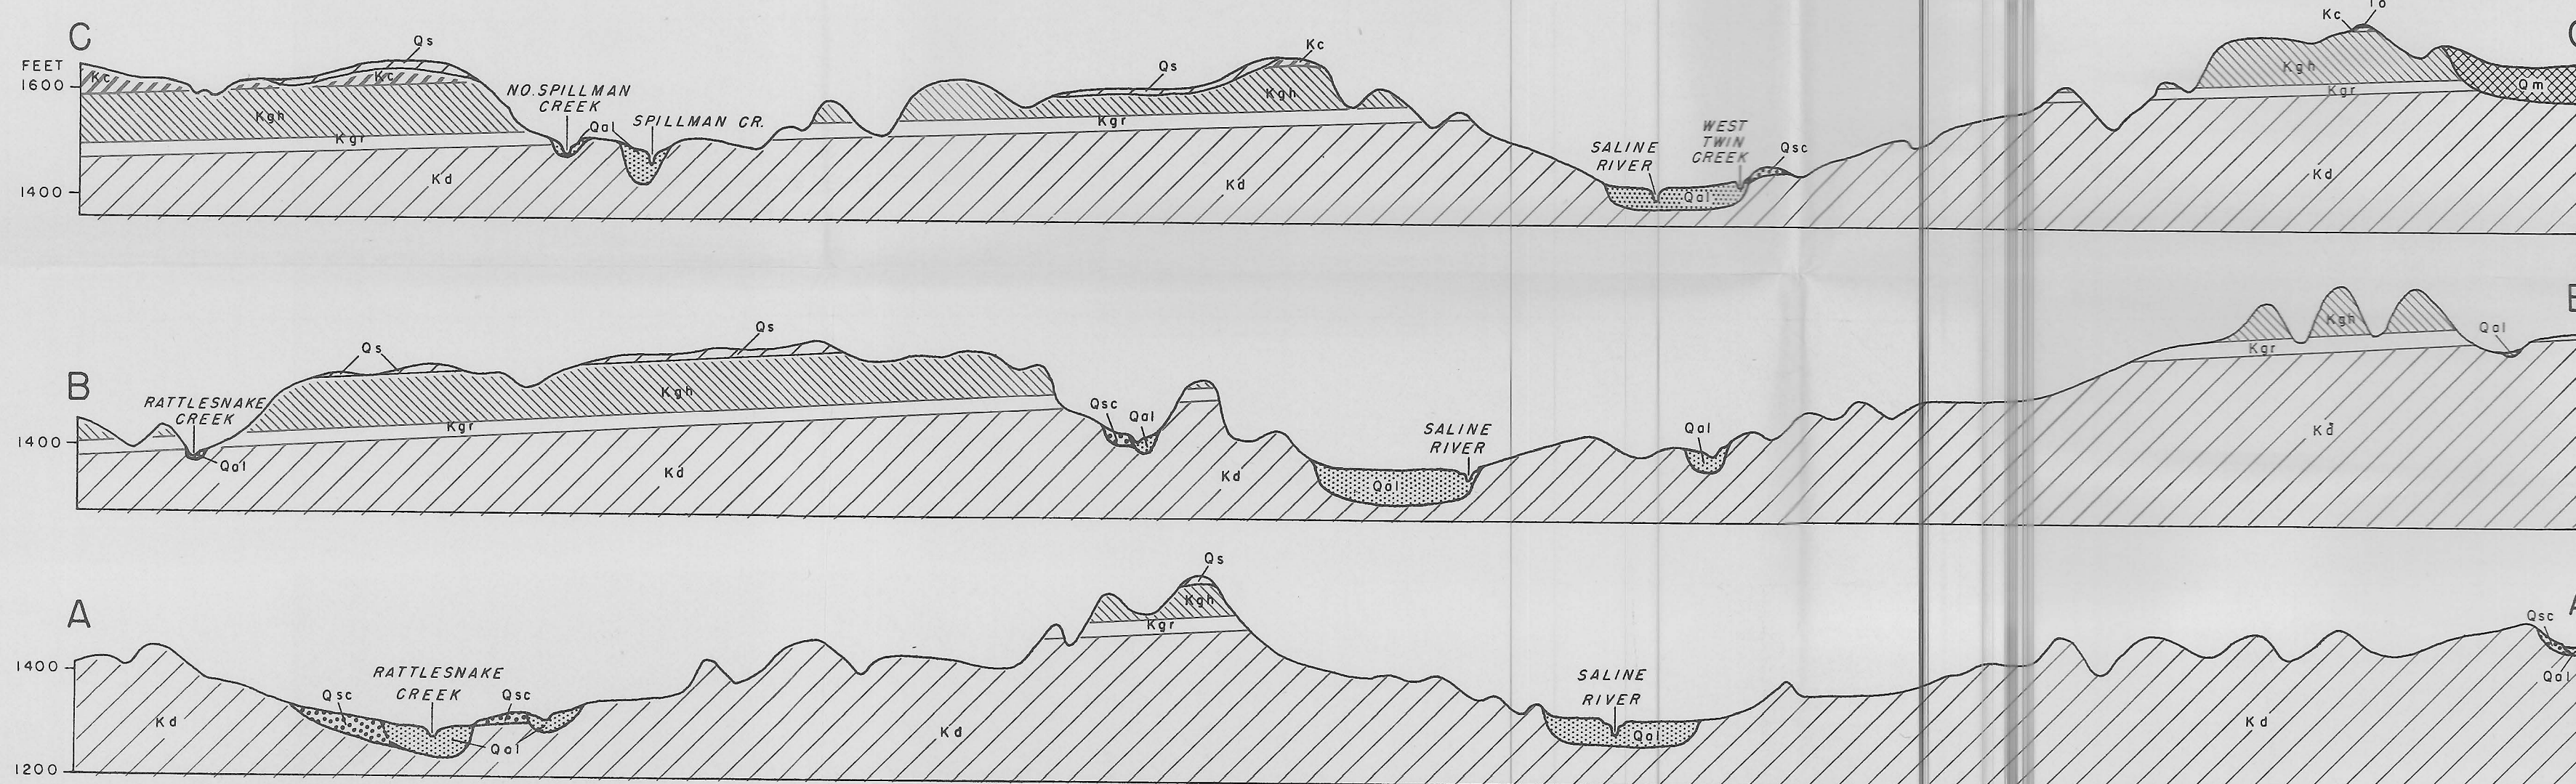 C
FEET
1600
1400
Kc
Qs
Kc
Kgh
Kgr
Kd
NO. SPILLMAN
CREEK
Qal
SPILLMAN CR.
Qs
Kc
Kgh
Kgr
Kd
SALINE
RIVER
WEST
TWIN
CREEK
Qsc
Qal
Kc
Kgh
Kgr
Qm
Kd
B
1400
RATTLESNAKE
CREEK
Qal
Qs
Qs
Kgh
Kgr
Kd
Qsc
Qal
Kd
SALINE
RIVER
Qal
Qal
Kgh
Kgr
Qal
Kd
A
1400
1200
Kd
Qsc
RATTLESNAKE
CREEK
Qsc
Qal
Qs
Kgh
Kgr
Kd
SALINE
RIVER
Qal
Kd
Qsc
Qal